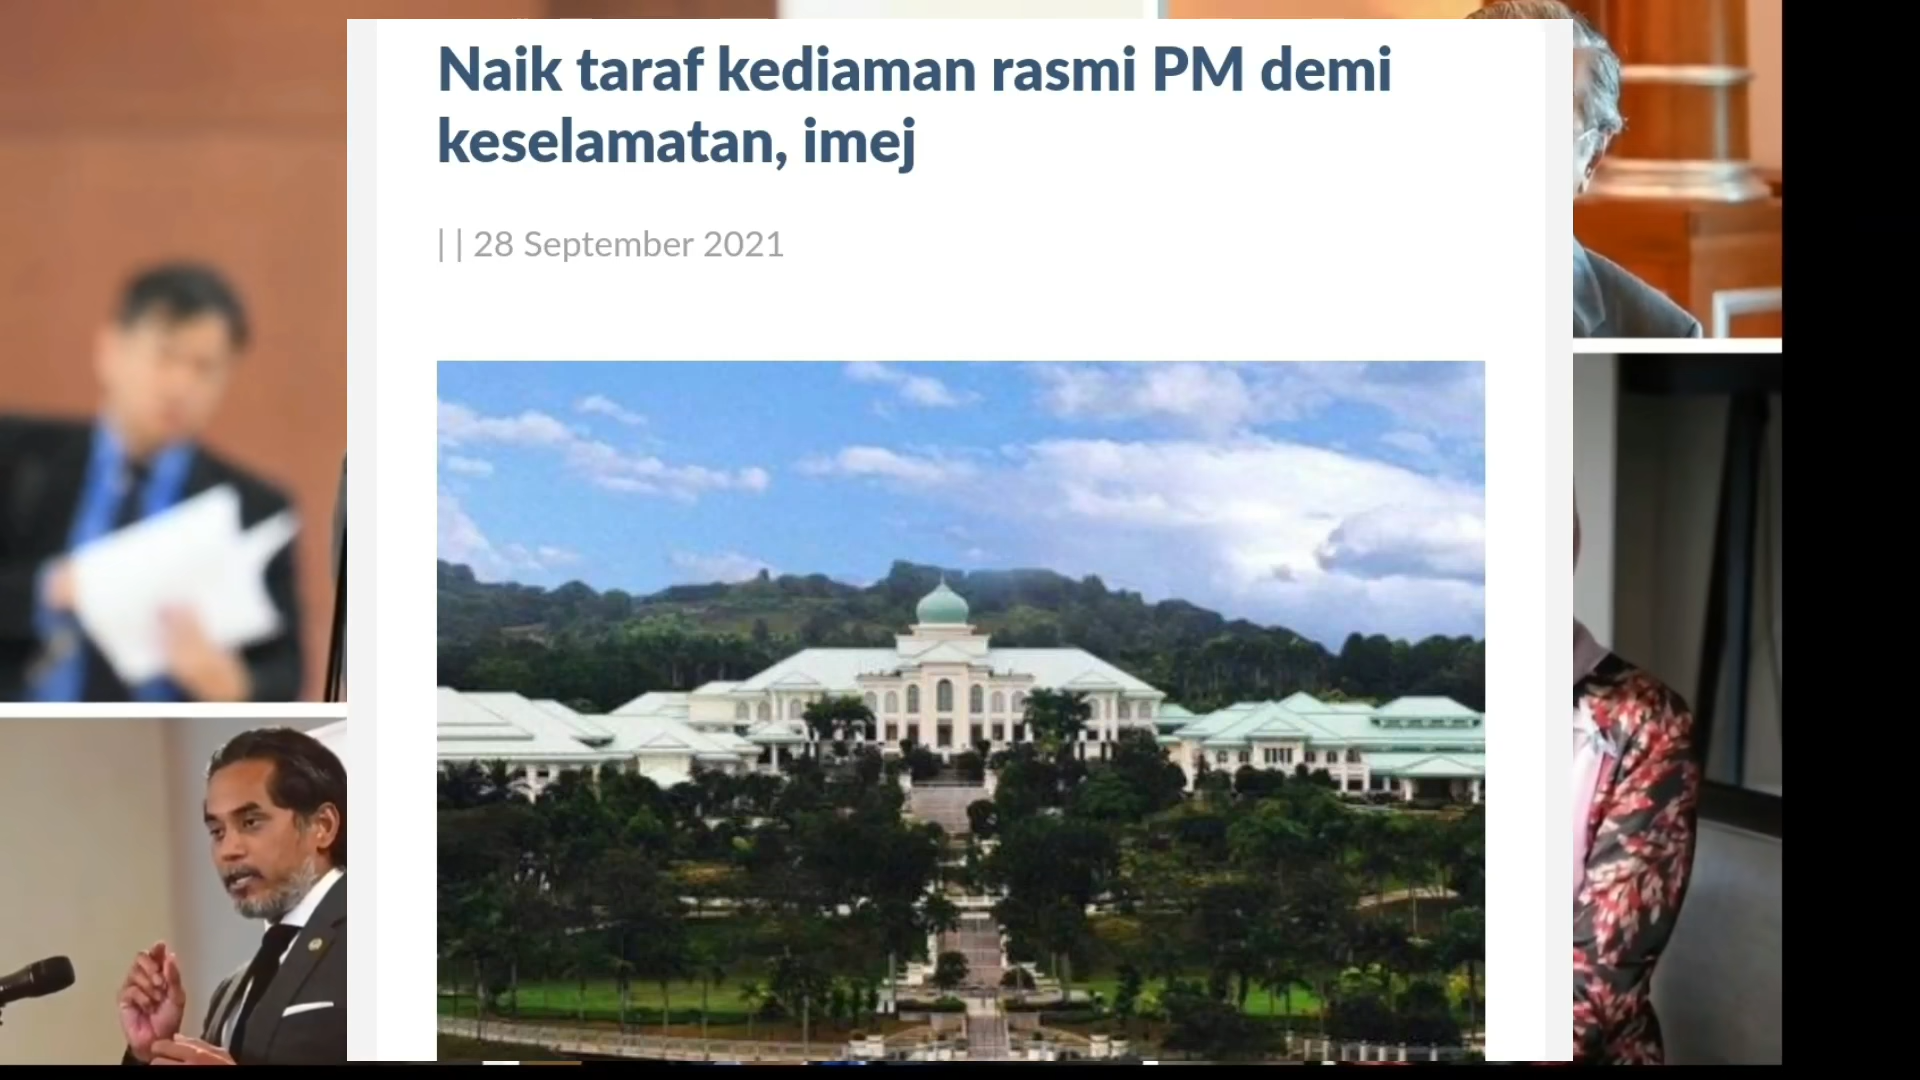 Naik taraf kediaman rasmi PM demi
keselamatan, imej
| | 28 September 2021